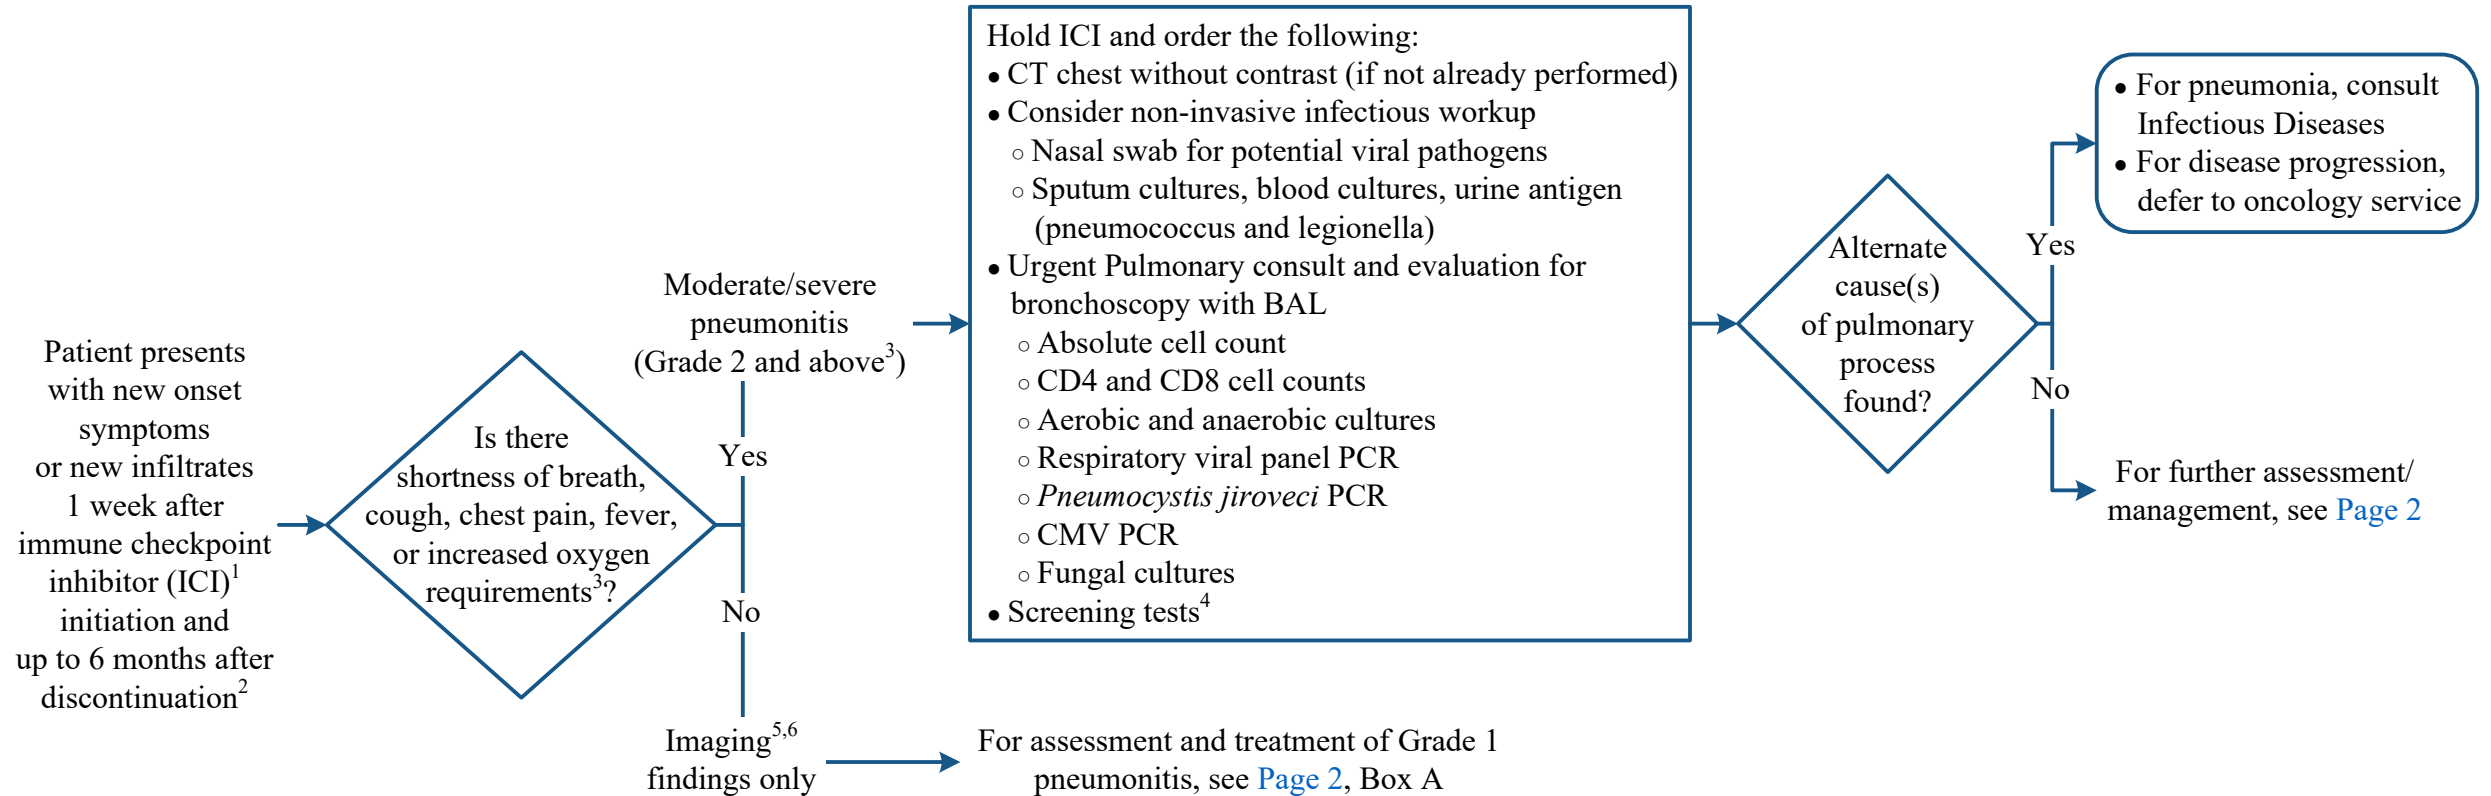 Patient presents
with new onset
symptoms
or new infiltrates
1 week after
immune checkpoint
inhibitor (ICI)1
initiation and
up to 6 months after
discontinuation2
Is there
shortness of breath,
cough, chest pain, fever,
or increased oxygen
requirements3?
Yes
Moderate/severe
pneumonitis
(Grade 2 and above3)
No
Imaging5,6
findings only
For assessment and treatment of Grade 1
pneumonitis, see Page 2, Box A
Hold ICI and order the following:
● CT chest without contrast (if not already performed)
● Consider non-invasive infectious workup
○ Nasal swab for potential viral pathogens
○ Sputum cultures, blood cultures, urine antigen
(pneumococcus and legionella)
● Urgent Pulmonary consult and evaluation for
bronchoscopy with BAL
○ Absolute cell count
○ CD4 and CD8 cell counts
○ Aerobic and anaerobic cultures
○ Respiratory viral panel PCR
○ Pneumocystis jiroveci PCR
○ CMV PCR
○ Fungal cultures
● Screening tests4
Alternate
cause(s)
of pulmonary
process
found?
Yes
● For pneumonia, consult
Infectious Diseases
● For disease progression,
defer to oncology service
No
For further assessment/
management, see Page 2